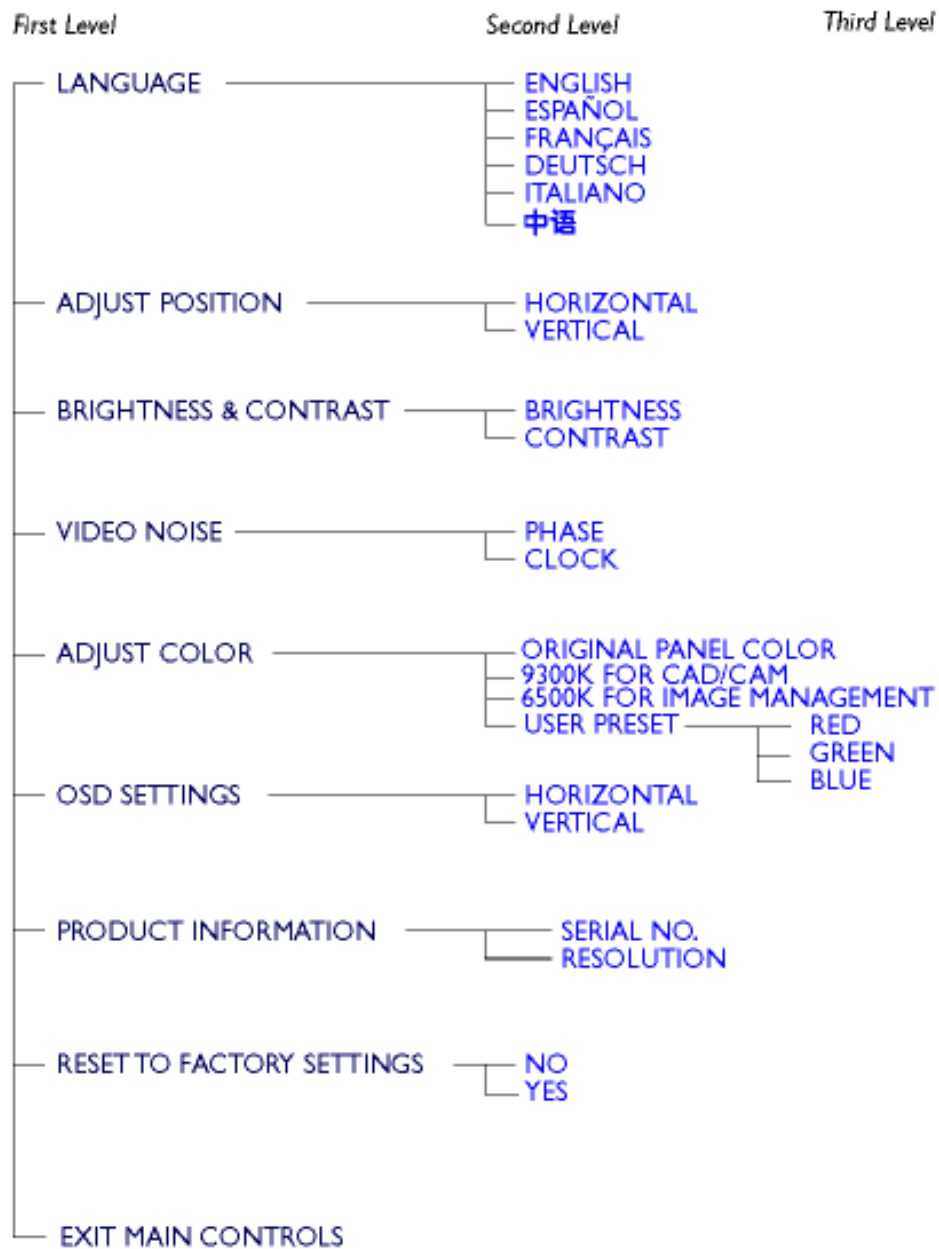 First Level Second Level Third Level
LANGUAGE ENGLISH
ESPAÑOL
FRANÇAIS
DEUTSCH
ITALIANO
中语
ADJUST POSITION HORIZONTAL
VERTICAL
BRIGHTNESS & CONTRAST BRIGHTNESS
CONTRAST
VIDEO NOISE PHASE
CLOCK
ADJUST COLOR ORIGINAL PANEL COLOR
9300K FOR CAD/CAM
6500K FOR IMAGE MANAGEMENT
USER PRESET RED
GREEN
BLUE
OSD SETTINGS HORIZONTAL
VERTICAL
PRODUCT INFORMATION SERIAL NO.
RESOLUTION
RESET TO FACTORY SETTINGS NO
YES
EXIT MAIN CONTROLS